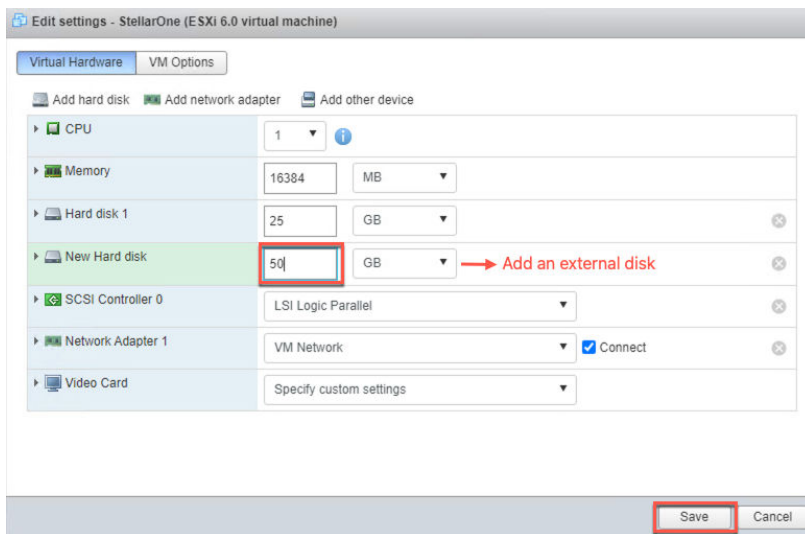 Edit settings - StellarOne (ESXi 6.0 virtual machine)
Virtual Hardware VM Options
Add hard disk Add network adapter Add other device
CPU 1
Memory 16384 MB
Hard disk 1 25 GB
New Hard disk 50 GB Add an external disk
SCSI Controller 0 LSI Logic Parallel
Network Adapter 1 VM Network Connect
Video Card Specify custom settings
Save Cancel